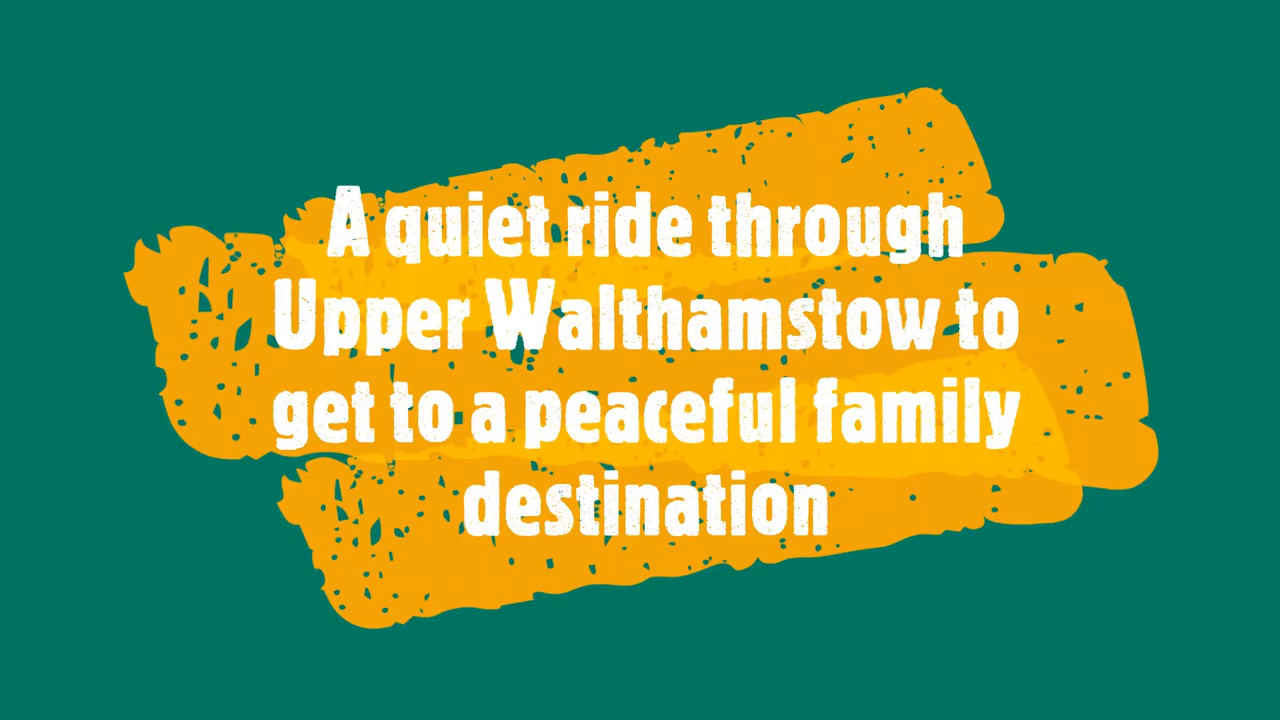 A quiet ride through
Upper Walthamstow to
get to a peaceful family
destination